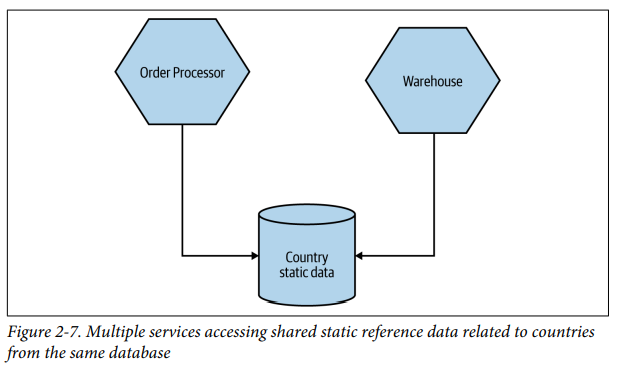 Order Processor
Warehouse
Country
static data
Figure 2-7. Multiple services accessing shared static reference data related to countries
from the same database